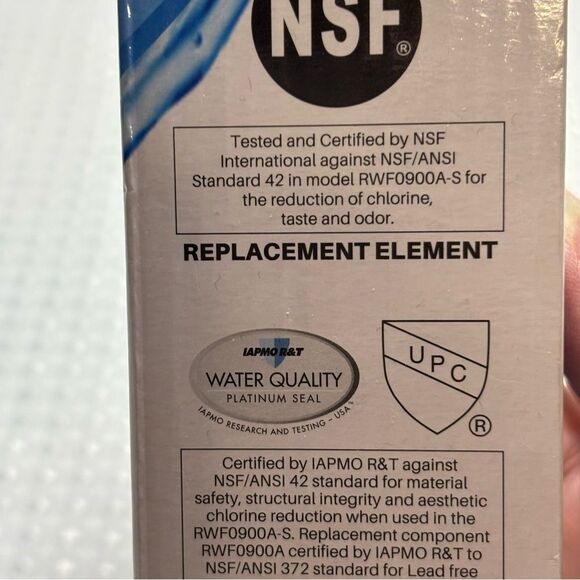 NSF®
Tested and Certified by NSF
International against NSF/ANSI
Standard 42 in model RWF0900A-S for
the reduction of chlorine,
taste and odor.
REPLACEMENT ELEMENT
IAPMO R&T
WATER QUALITY
PLATINUM SEAL
IAPMO RESEARCH AND TESTING - USA
UPC
®
Certified by IAPMO R&T against
NSF/ANSI 42 standard for material
safety, structural integrity and aesthetic
chlorine reduction when used in the
RWF0900A-S. Replacement component
RWF0900A certified by IAPMO R&T to
NSF/ANSI 372 standard for Lead free